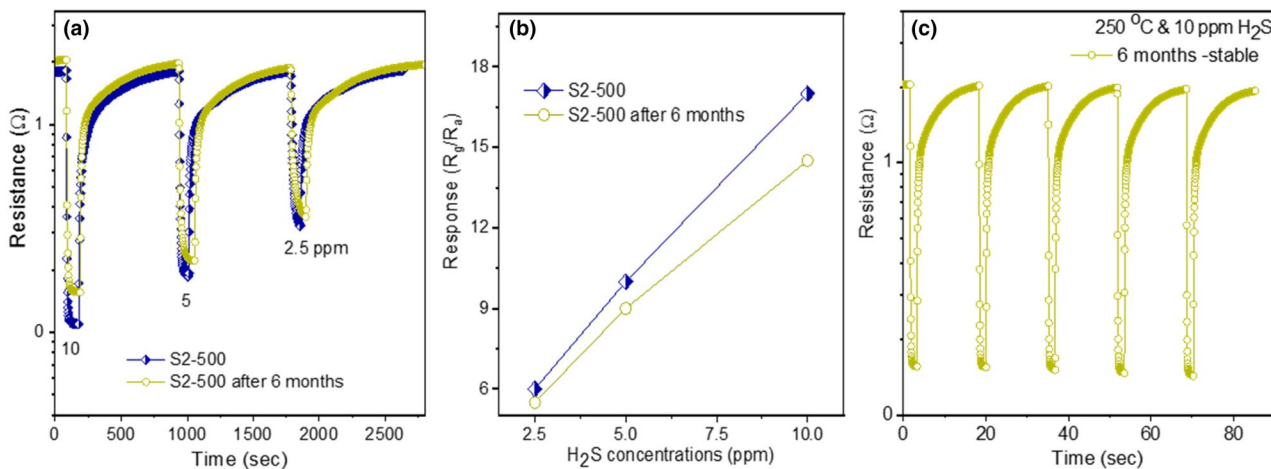 (a)
Resistance (Ω)
1
0
10
5
2.5 ppm
S2-500
S2-500 after 6 months
0 500 1000 1500 2000 2500
Time (sec)
(b)
Response (Rg/Ra)
18
15
12
9
6
S2-500
S2-500 after 6 months
2.5 5.0 7.5 10.0
H2S concentrations (ppm)
(c)
250 °C & 10 ppm H2S
6 months -stable
Resistance (Ω)
1
0
0 20 40 60 80
Time (sec)